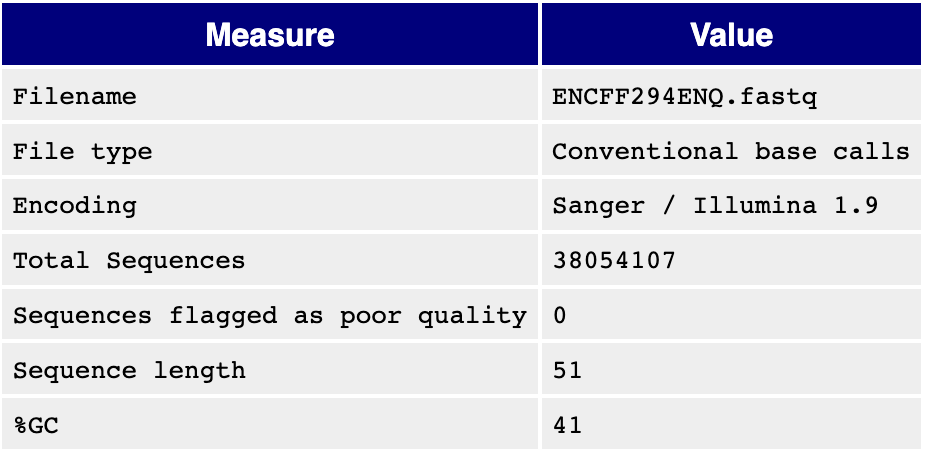 Measure Value
Filename ENCFF294ENQ.fastq
File type Conventional base calls
Encoding Sanger / Illumina 1.9
Total Sequences 38054107
Sequences flagged as poor quality 0
Sequence length 51
%GC 41